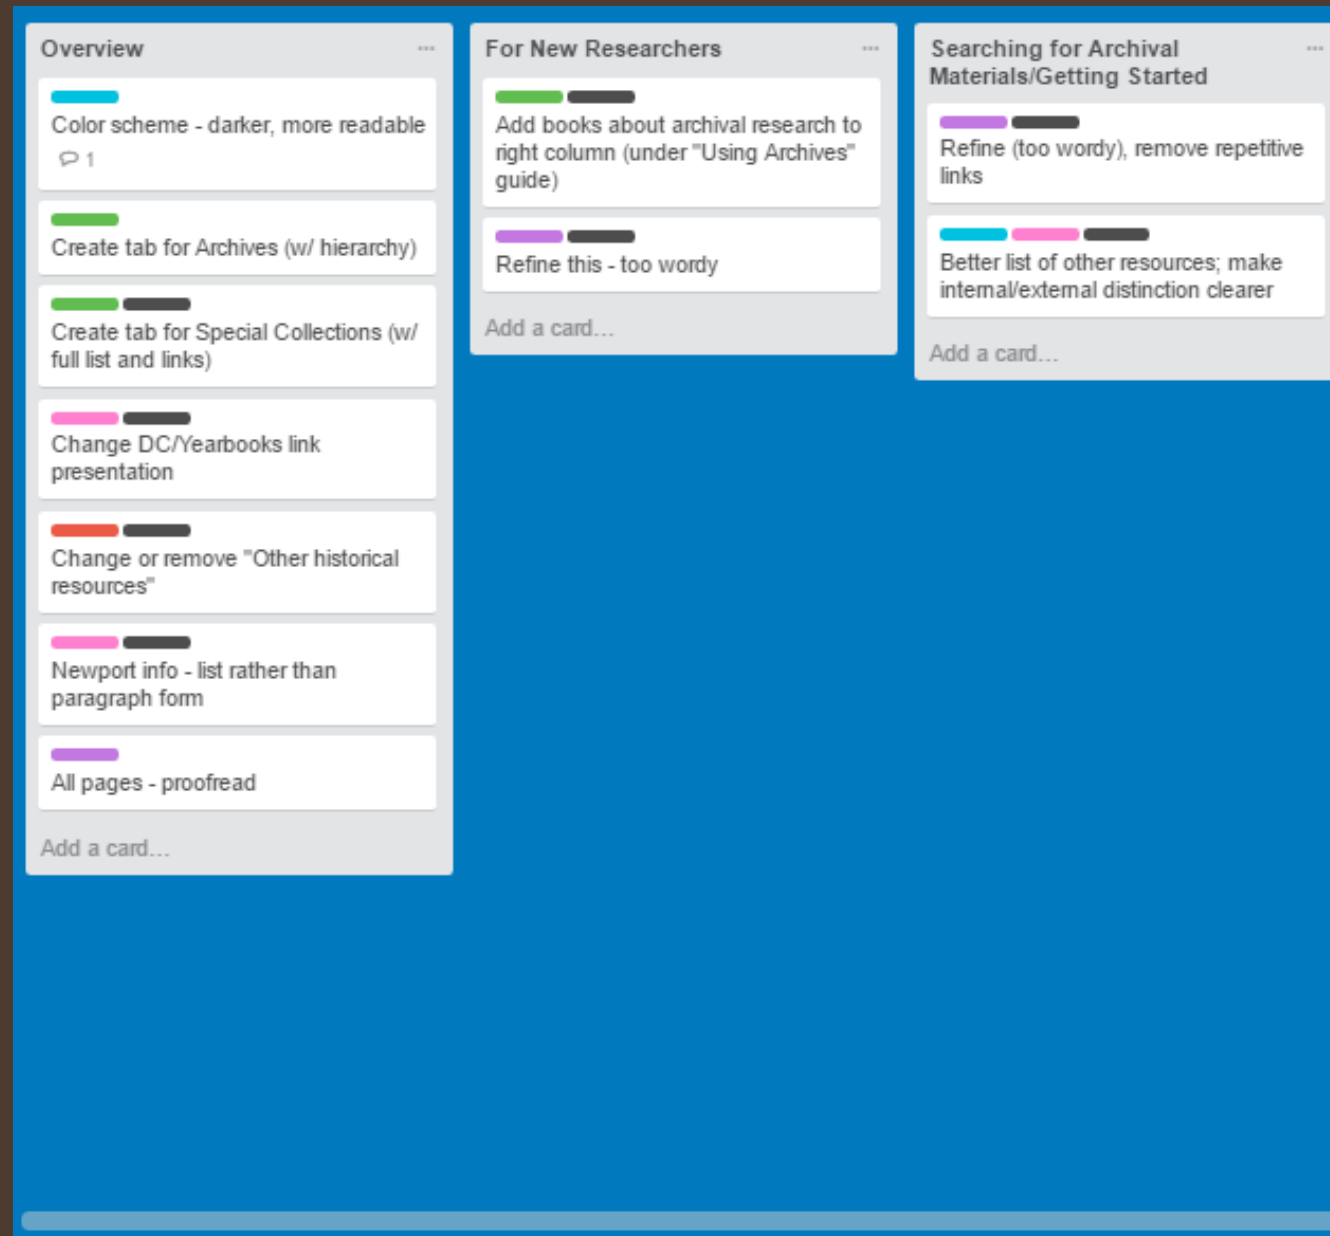 Overview
Color scheme - darker, more readable
1
Create tab for Archives (w/ hierarchy)
Create tab for Special Collections (w/
full list and links)
Change DC/Yearbooks link
presentation
Change or remove "Other historical
resources"
Newport info - list rather than
paragraph form
All pages - proofread
Add a card...
For New Researchers
Add books about archival research to
right column (under "Using Archives"
guide)
Refine this - too wordy
Add a card...
Searching for Archival
Materials/Getting Started
Refine (too wordy), remove repetitive
links
Better list of other resources; make
internal/external distinction clearer
Add a card...